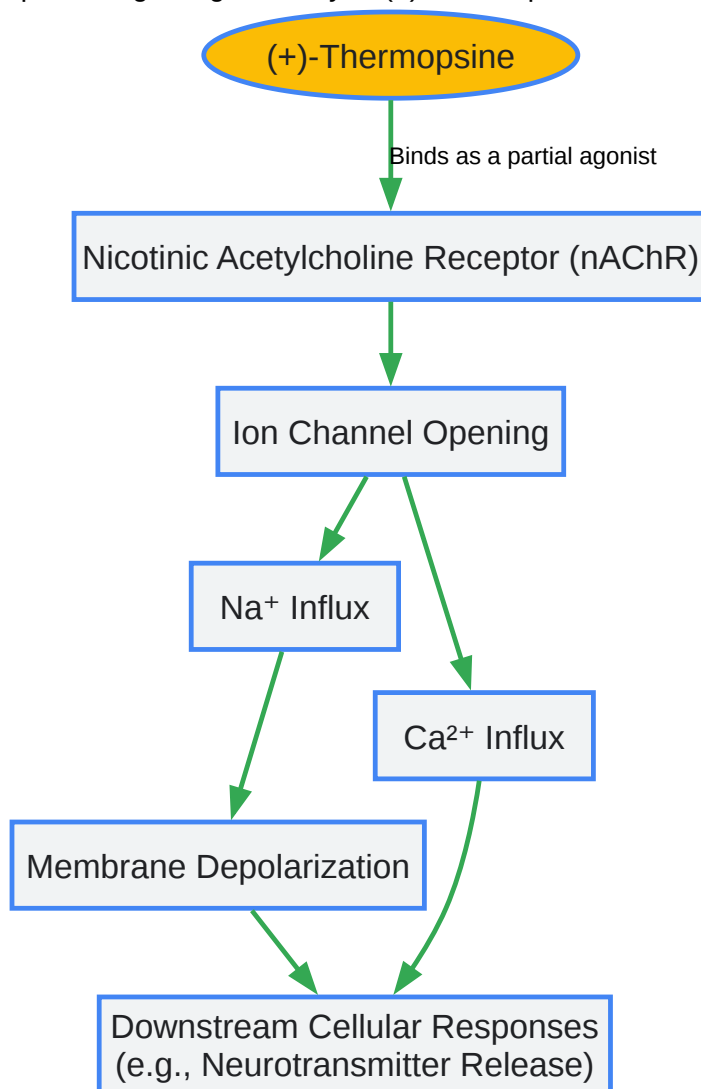 (+)-Thermopsine
Binds as a partial agonist
Nicotinic Acetylcholine Receptor (nAChR)
Ion Channel Opening
Na⁺ Influx
Ca²⁺ Influx
Membrane Depolarization
Downstream Cellular Responses
(e.g., Neurotransmitter Release)